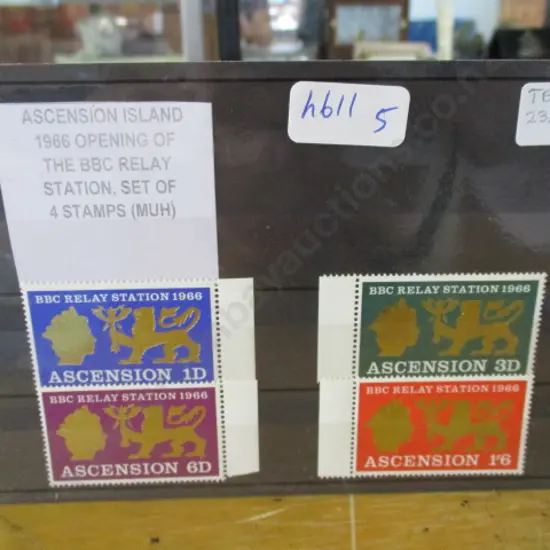 ASCENSION ISLAND
1966 OPENING OF
THE BBC RELAY
STATION, SET OF
4 STAMPS (MUH)
5
TE
23
BBC RELAY STATION 1966
ASCENSION 1D
BBC RELAY STATION 1966
ASCENSION 6D
BBC RELAY STATION 1966
ASCENSION 3D
BBC RELAY STATION 1966
ASCENSION 1'6